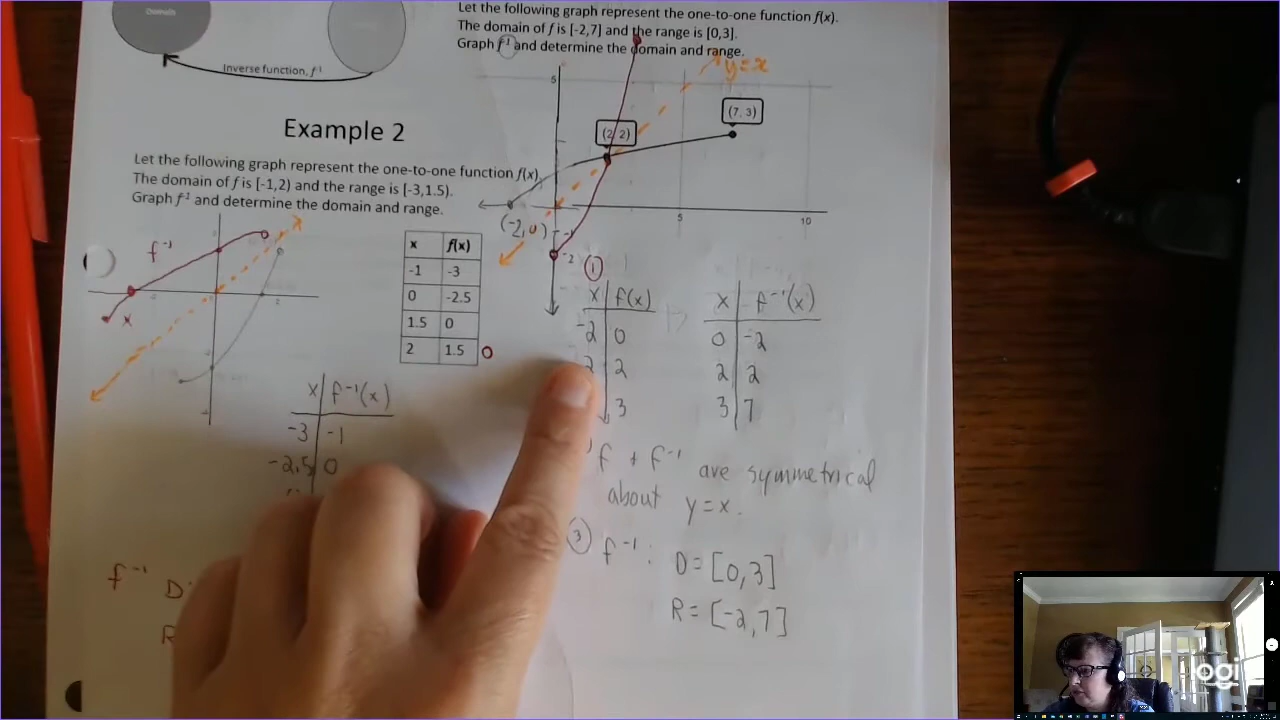 Domain
Inverse function, f⁻¹
Example 2
Let the following graph represent the one-to-one function f(x).
The domain of f is [-1,2) and the range is [-3,1.5).
Graph f⁻¹ and determine the domain and range.
f⁻¹
x
x f(x)
-1 -3
0 -2.5
1.5 0
2 1.5 o
x f⁻¹(x)
-3 -1
-2.5 0
f⁻¹ D:
R
Let the following graph represent the one-to-one function f(x).
The domain of f is [-2,7] and the range is [0,3].
Graph f⁻¹ and determine the domain and range.
y=x
5
(7, 3)
(2, 2)
5
10
(-2,0)
-1
-2
①
x f(x)
-2 0
2 2
3
x f⁻¹(x)
0 -2
2 2
3 7
f + f⁻¹ are symmetrical
about y=x.
③ f⁻¹: D=[0,3]
R=[-2,7]